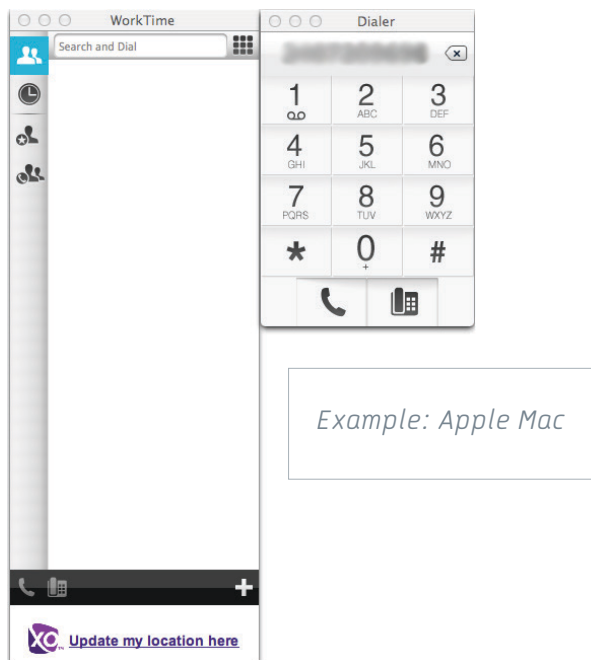 WorkTime
Search and Dial
Dialer
1
2 ABC
3 DEF
4 GHI
5 JKL
6 MNO
7 PQRS
8 TUV
9 WXYZ
*
0 +
#
Example: Apple Mac
XO™ Update my location here